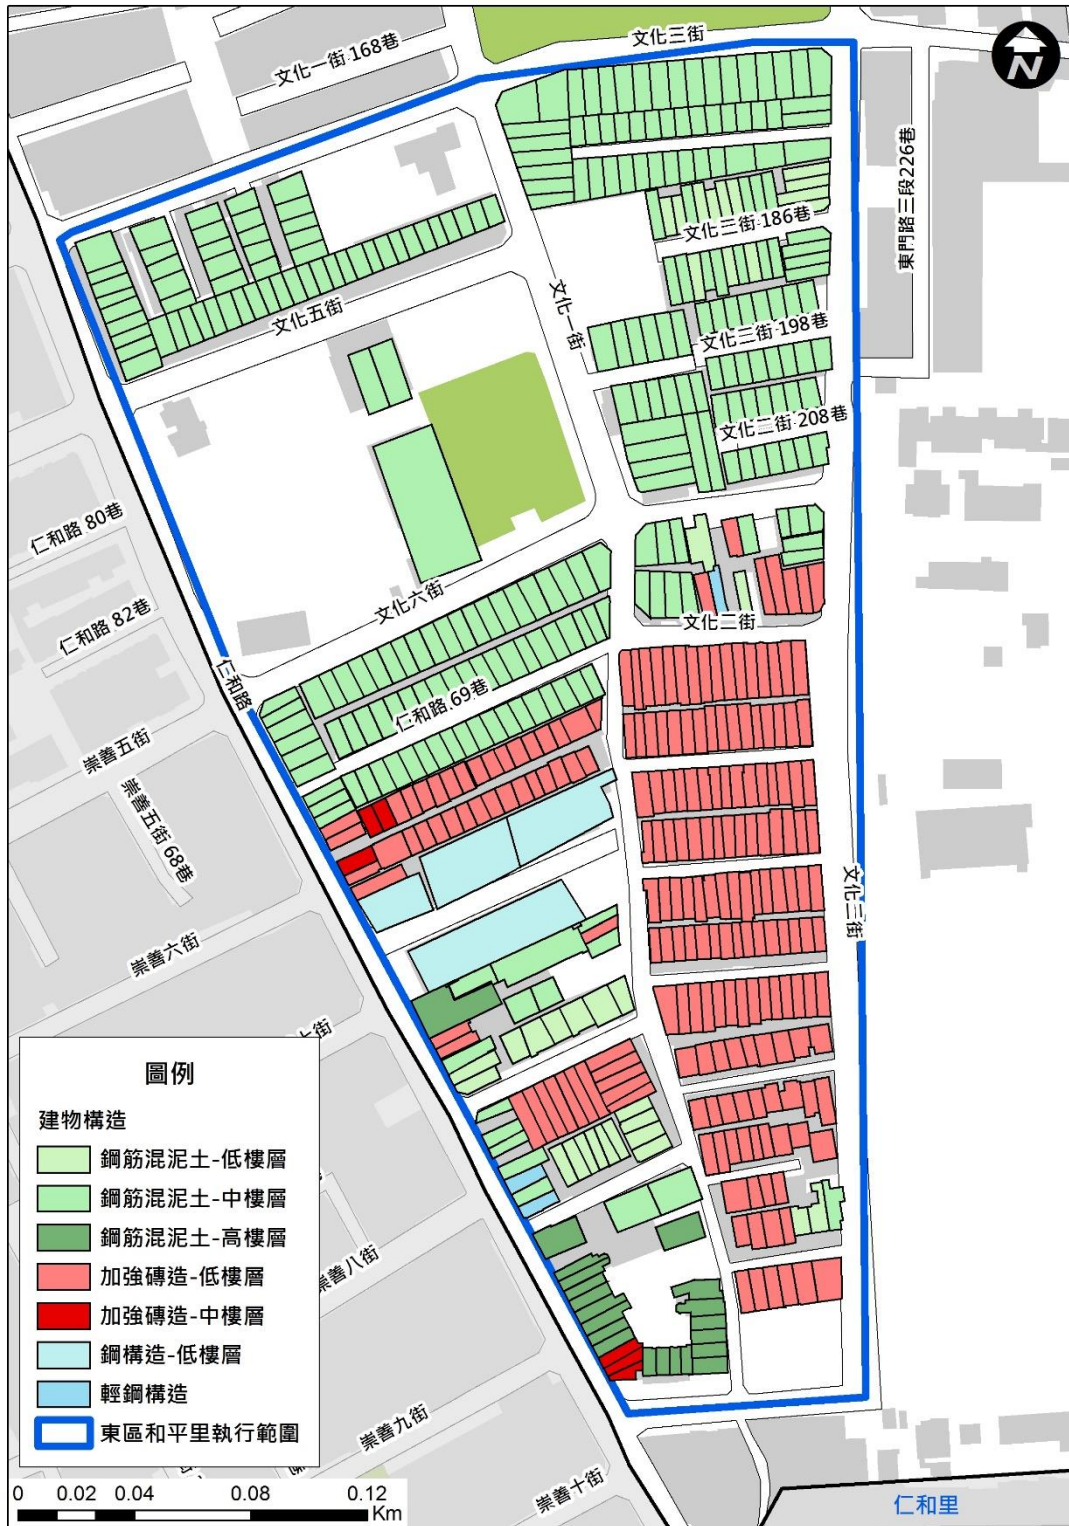 文化三街
文化一街 168巷
N
東門路三段226巷
文化三街 186巷
文化五街
文化一街
文化三街 198巷
文化三街 208巷
仁和路 80巷
文化六街
仁和路 82巷
文化二街
仁和路
仁和路 69巷
崇善五街
崇善五街 68巷
文化三街
崇善六街
七街
崇善八街
崇善九街
崇善十街
仁和里
圖例
建物構造
鋼筋混泥土-低樓層
鋼筋混泥土-中樓層
鋼筋混泥土-高樓層
加強磚造-低樓層
加強磚造-中樓層
鋼構造-低樓層
輕鋼構造
東區和平里執行範圍
0 0.02 0.04 0.08 0.12
Km